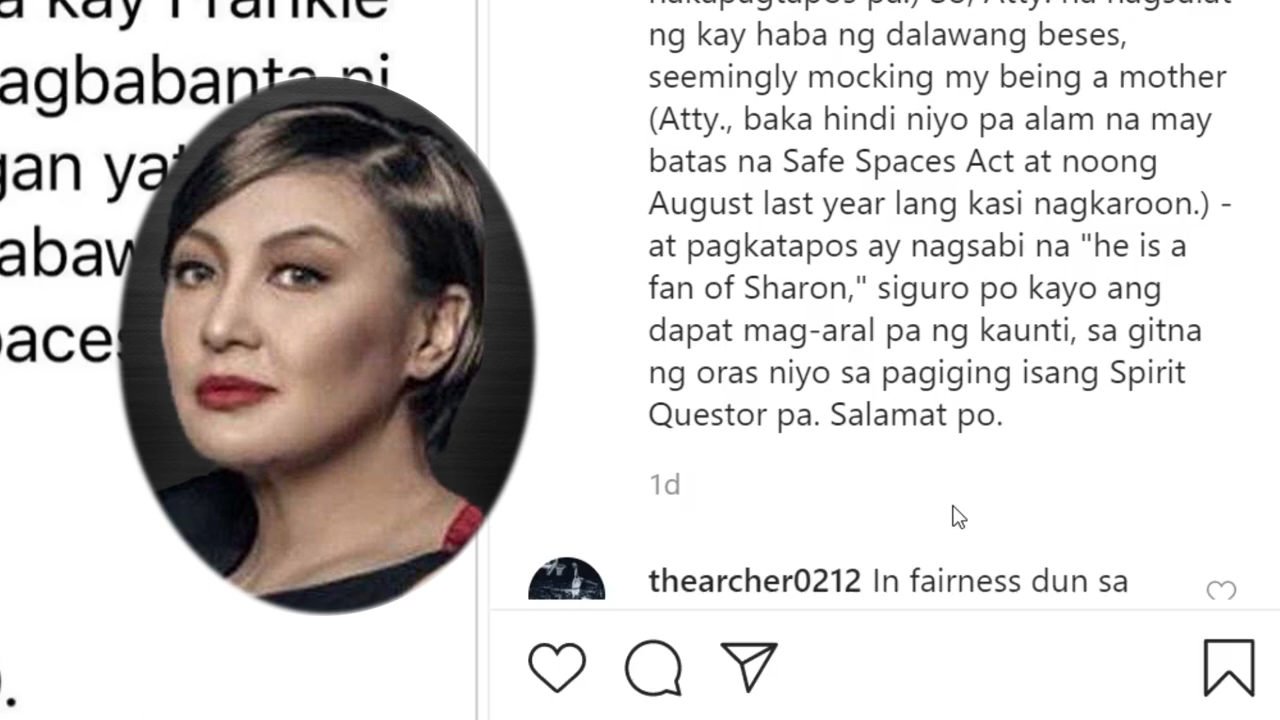 a kay Frankie
agbabanta ni
gan
paces
.
ng kay haba ng dalawang beses,
seemingly mocking my being a mother
(Atty., baka hindi niyo pa alam na may
batas na Safe Spaces Act at noong
August last year lang kasi nagkaroon.) -
at pagkatapos ay nagsabi na "he is a
fan of Sharon," siguro po kayo ang
dapat mag-aral pa ng kaunti, sa gitna
ng oras niyo sa pagiging isang Spirit
Questor pa. Salamat po.
1d
thearcher0212 In fairness dun sa